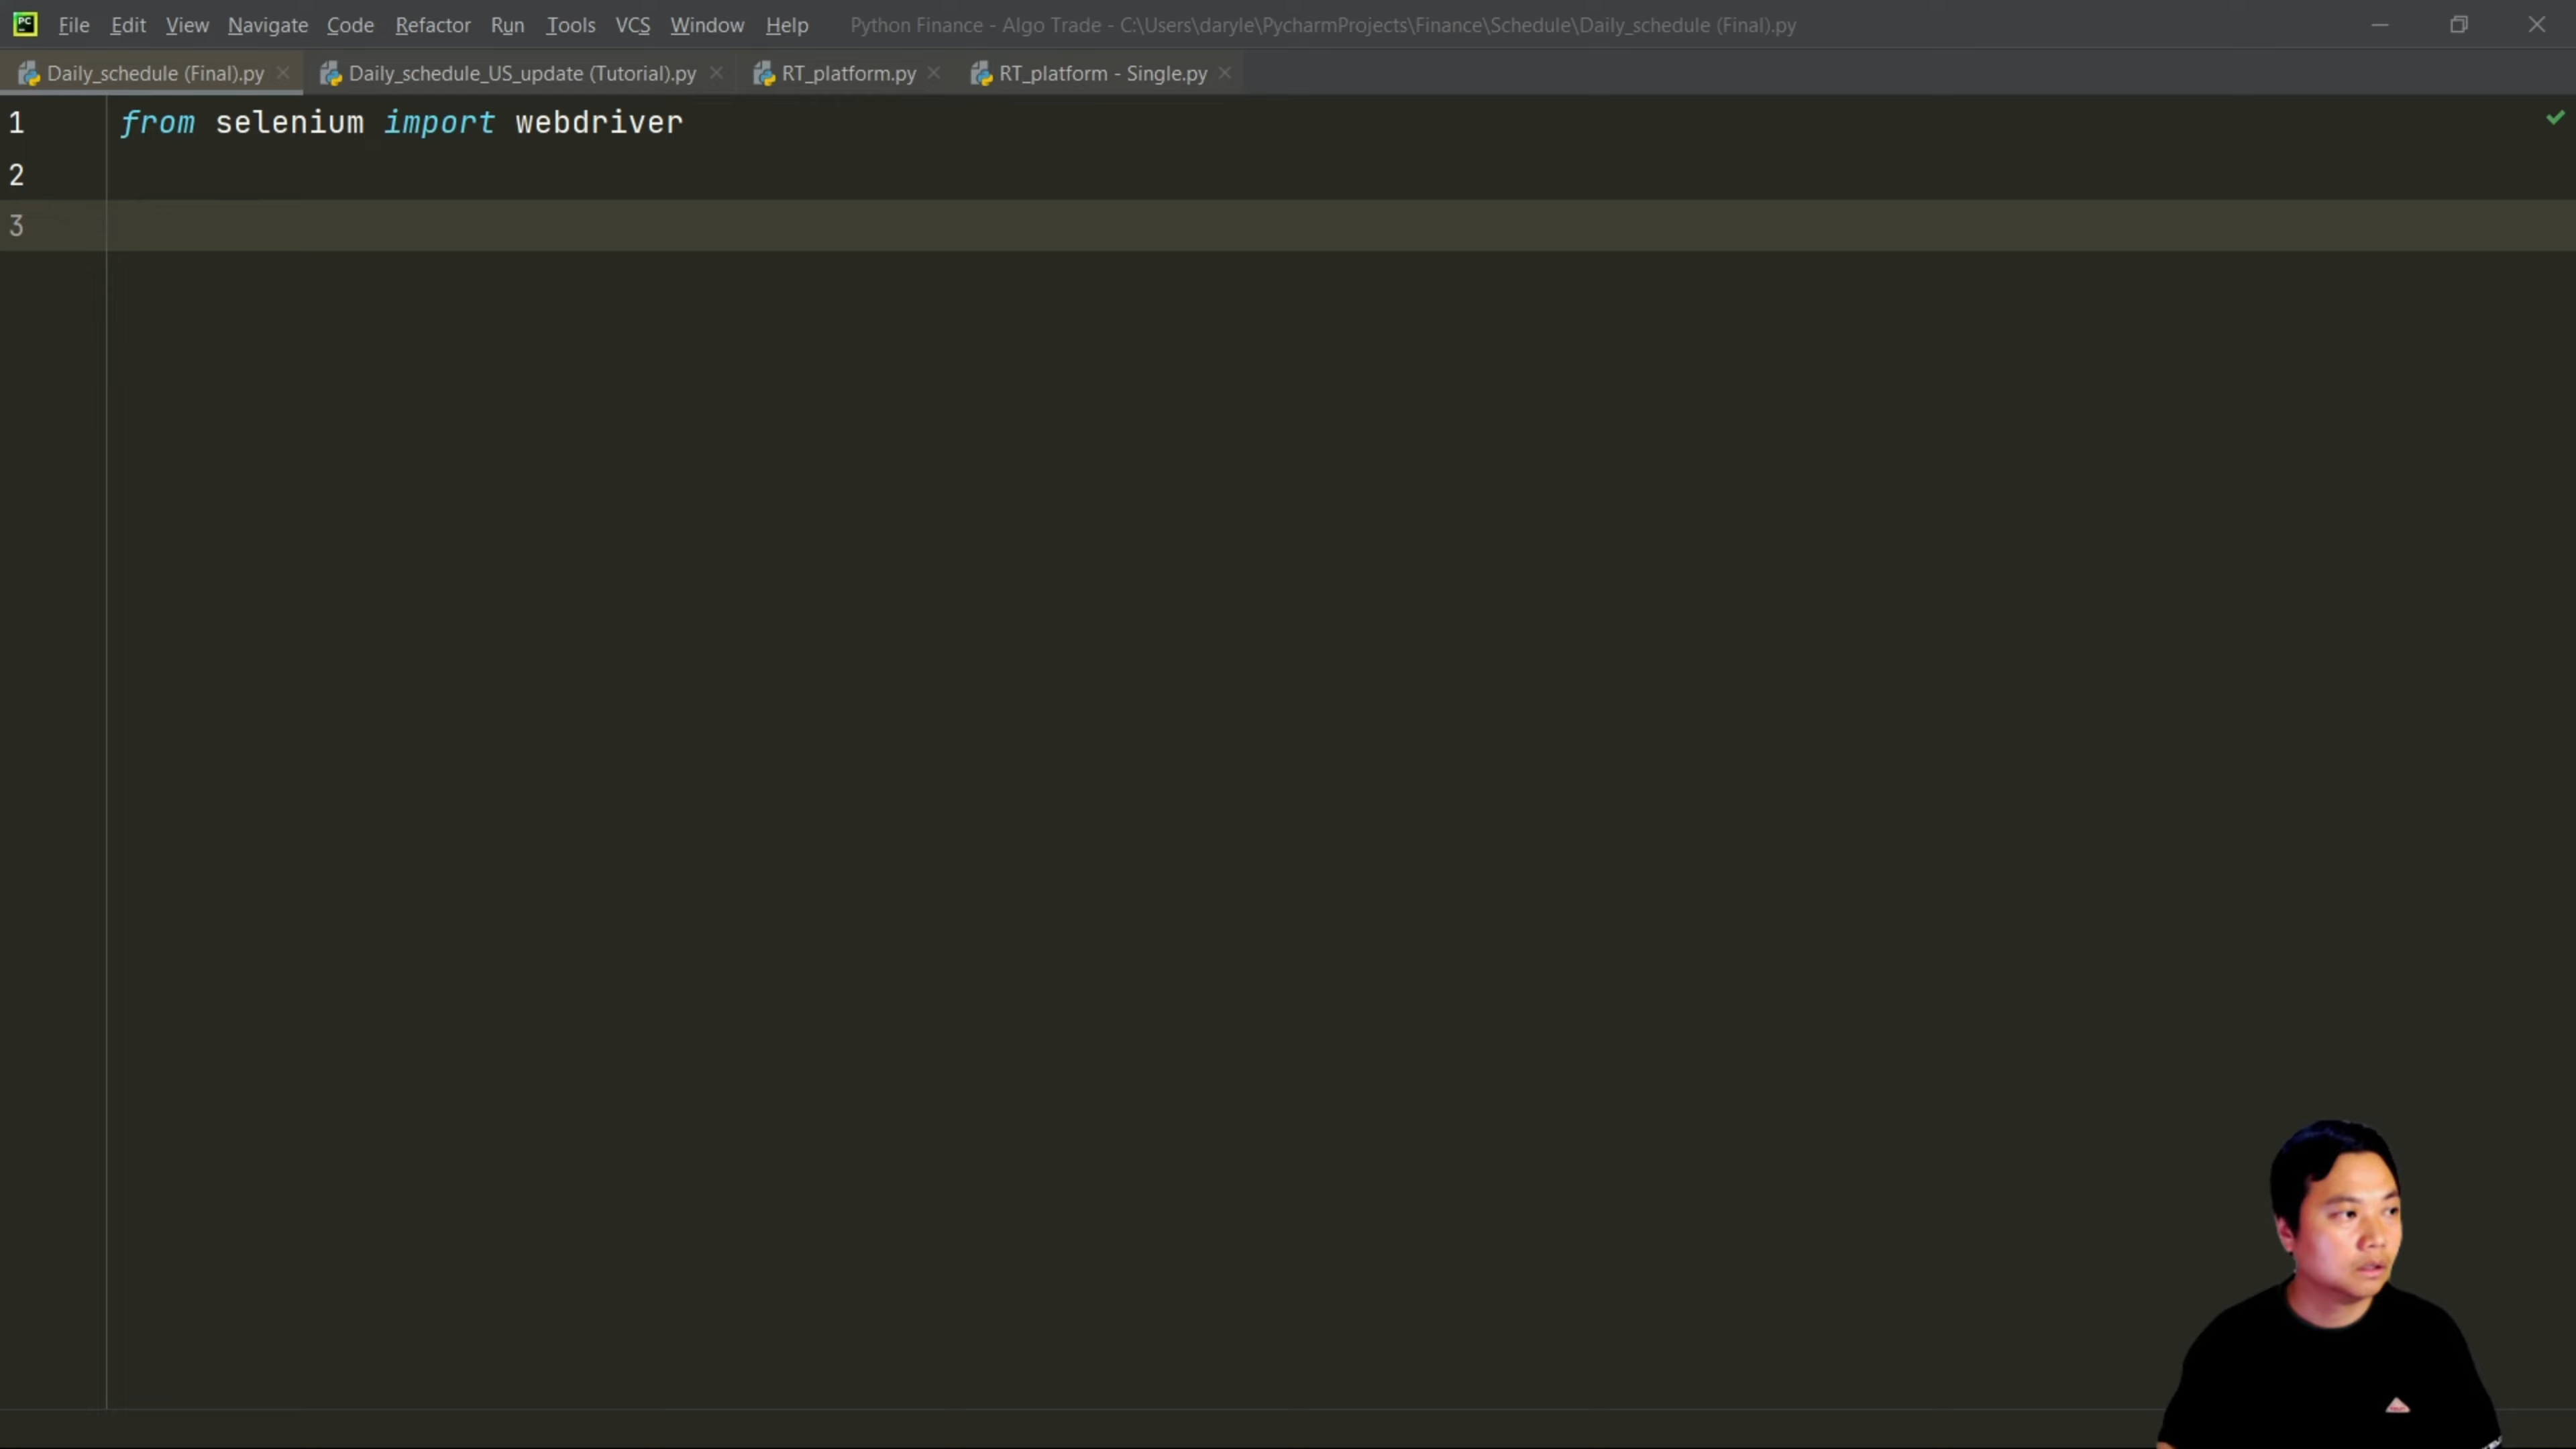 PC File Edit View Navigate Code Refactor Run Tools VCS Window Help Python Finance - Algo Trade - C:\Users\daryle\PycharmProjects\Finance\Schedule\Daily_schedule (Final).py
Daily_schedule (Final).py Daily_schedule_US_update (Tutorial).py RT_platform.py RT_platform - Single.py
1 from selenium import webdriver
2
3